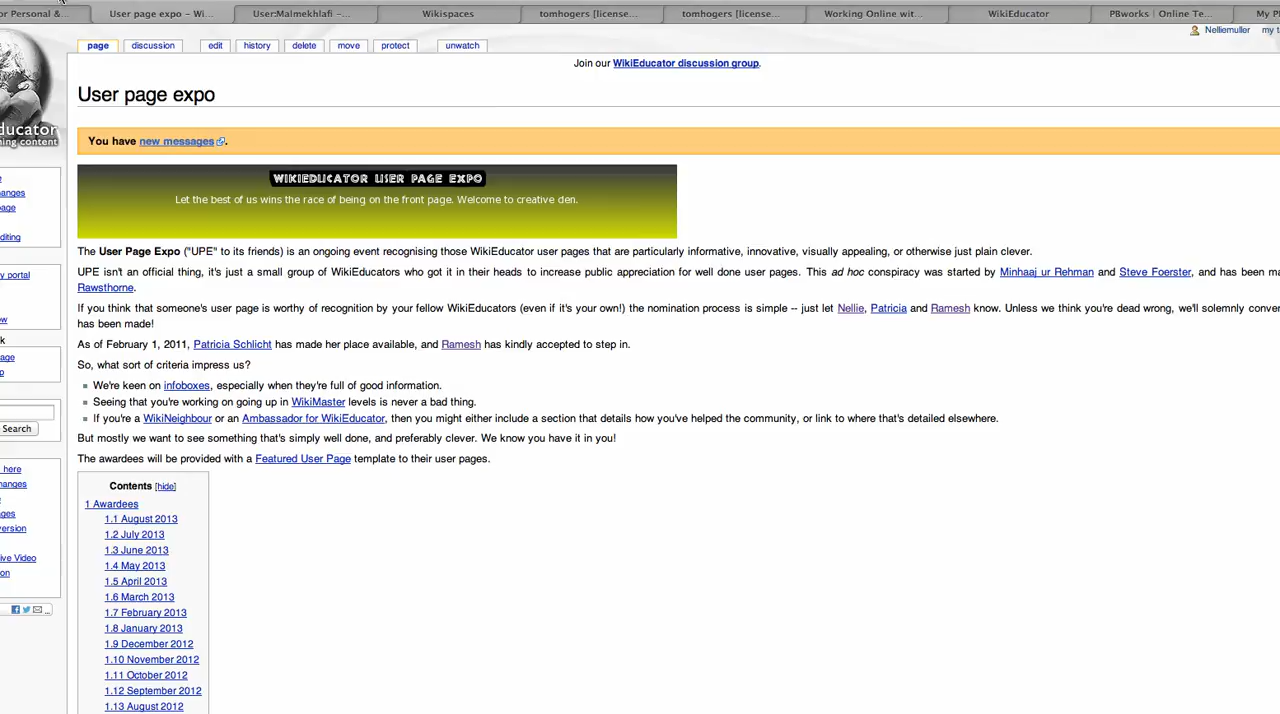 or Personal &...
User page expo – Wi...
User:Malmekhlafi –...
Wikispaces
tomhogers [license...
tomhogers [license...
Working Online wit...
WikiEducator
PBworks | Online Te...
My P
page
discussion
edit
history
delete
move
protect
unwatch
Nelliemuller
my ta
Join our WikiEducator discussion group.
User page expo
ducator
ning content
You have new messages.
WIKIEDUCATOR USER PAGE EXPO
Let the best of us wins the race of being on the front page. Welcome to creative den.
The User Page Expo ("UPE" to its friends) is an ongoing event recognising those WikiEducator user pages that are particularly informative, innovative, visually appealing, or otherwise just plain clever.
UPE isn't an official thing, it's just a small group of WikiEducators who got it in their heads to increase public appreciation for well done user pages. This ad hoc conspiracy was started by Minhaaj ur Rehman and Steve Foerster, and has been ma
Rawsthorne.
If you think that someone's user page is worthy of recognition by your fellow WikiEducators (even if it's your own!) the nomination process is simple -- just let Nellie, Patricia and Ramesh know. Unless we think you're dead wrong, we'll solemnly conver
has been made!
As of February 1, 2011, Patricia Schlicht has made her place available, and Ramesh has kindly accepted to step in.
So, what sort of criteria impress us?
We're keen on infoboxes, especially when they're full of good information.
Seeing that you're working on going up in WikiMaster levels is never a bad thing.
If you're a WikiNeighbour or an Ambassador for WikiEducator, then you might either include a section that details how you've helped the community, or link to where that's detailed elsewhere.
But mostly we want to see something that's simply well done, and preferably clever. We know you have it in you!
The awardees will be provided with a Featured User Page template to their user pages.
Contents [hide]
1 Awardees
1.1 August 2013
1.2 July 2013
1.3 June 2013
1.4 May 2013
1.5 April 2013
1.6 March 2013
1.7 February 2013
1.8 January 2013
1.9 December 2012
1.10 November 2012
1.11 October 2012
1.12 September 2012
1.13 August 2012
e
anges
page
diting
y portal
w
k
age
p
Search
here
hanges
ges
version
ive Video
on